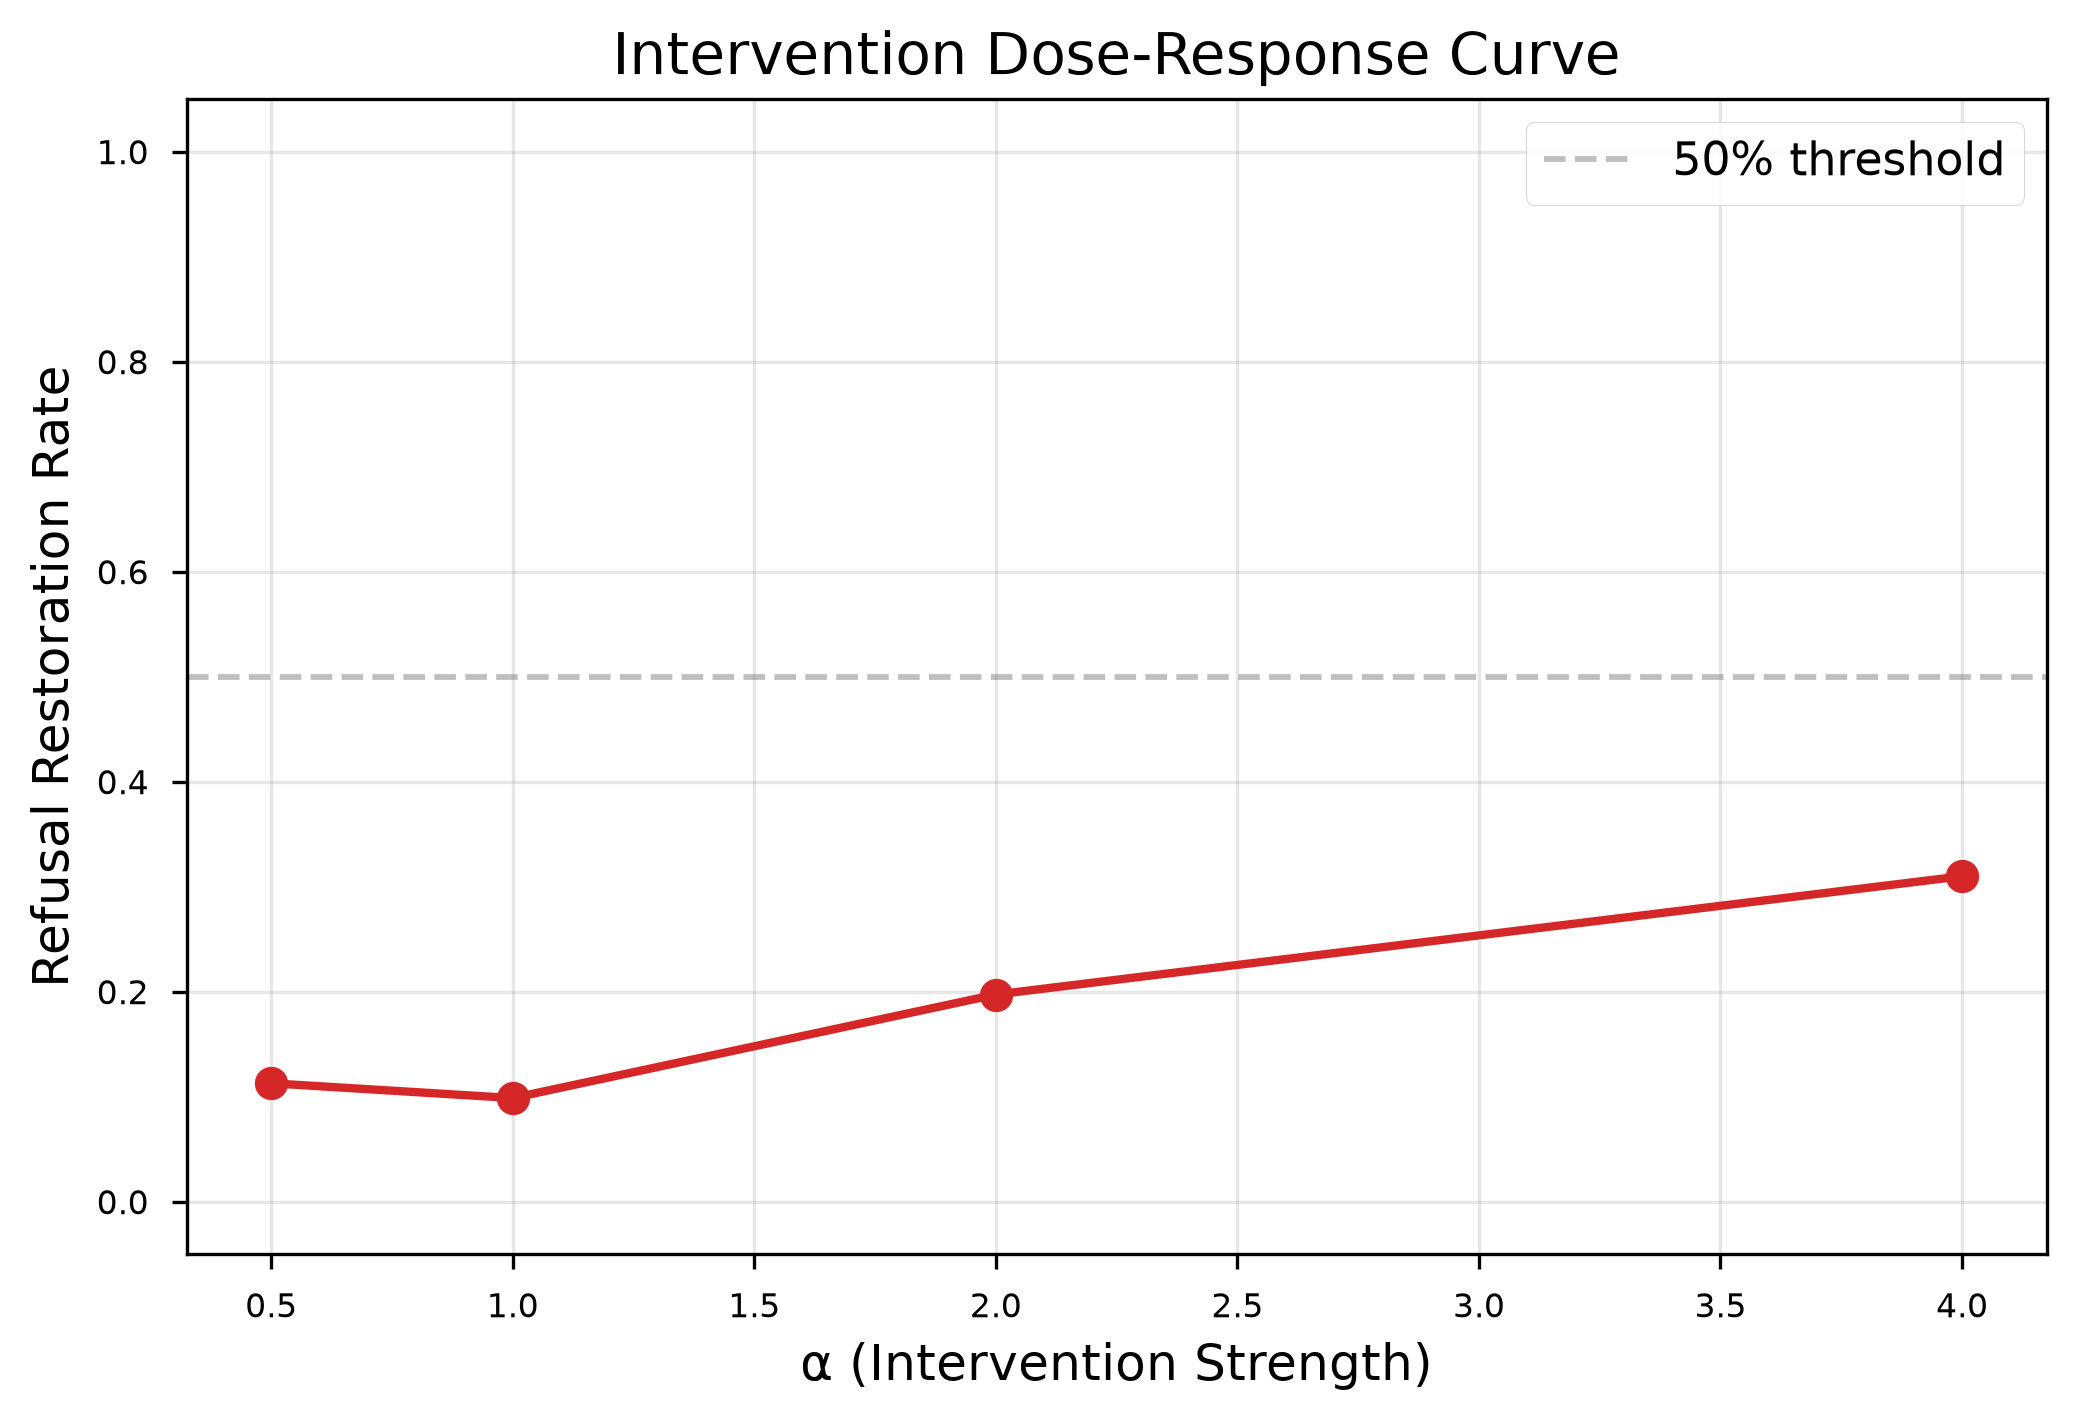 Intervention Dose-Response Curve
50% threshold
Refusal Restoration Rate
1.0
0.8
0.6
0.4
0.2
0.0
0.5 1.0 1.5 2.0 2.5 3.0 3.5 4.0
α (Intervention Strength)